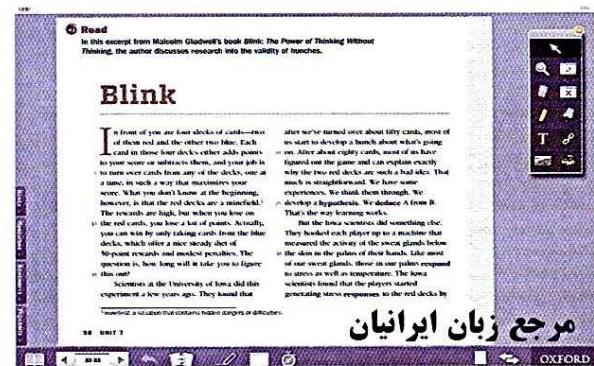 Read
In this excerpt from Malcolm Gladwell's book Blink: The Power of Thinking Without
Thinking, the author discusses research into the validity of hunches.
Blink
In front of you are four decks of cards—two
of them red and the other two blue. Each
card in those four decks either adds points
to your score or subtracts them, and your job is
to turn over cards from any of the decks, one at
a time, in such a way that maximizes your
score. What you don't know at the beginning,
however, is that the red decks are a minefield.¹
The rewards are high, but when you lose on
the red cards, you lose a lot of points. Actually,
you can win by only taking cards from the blue
decks, which offer a nice steady diet of
50-point rewards and modest penalties. The
question is, how long will it take you to figure
this out?
Scientists at the University of Iowa did this
experiment a few years ago. They found that
after we've turned over about fifty cards, most of
us start to develop a hunch about what's going
on. After about eighty cards, most of us have
figured out the game and can explain exactly
why the two red decks are such a bad idea. That
much is straightforward. We have some
experiences. We think them through. We
develop a hypothesis. We deduce A from B.
That's the way learning works.
But the Iowa scientists did something else.
They hooked each player up to a machine that
measured the activity of the sweat glands below
the skin in the palms of their hands. Like most
of our sweat glands, those in our palms respond
to stress as well as temperature. The Iowa
scientists found that the players started
generating stress responses to the red decks by
¹ minefield: a situation that contains hidden dangers or difficulties
98 UNIT 7
مرجع زبان ایرانیان
T
OXFORD